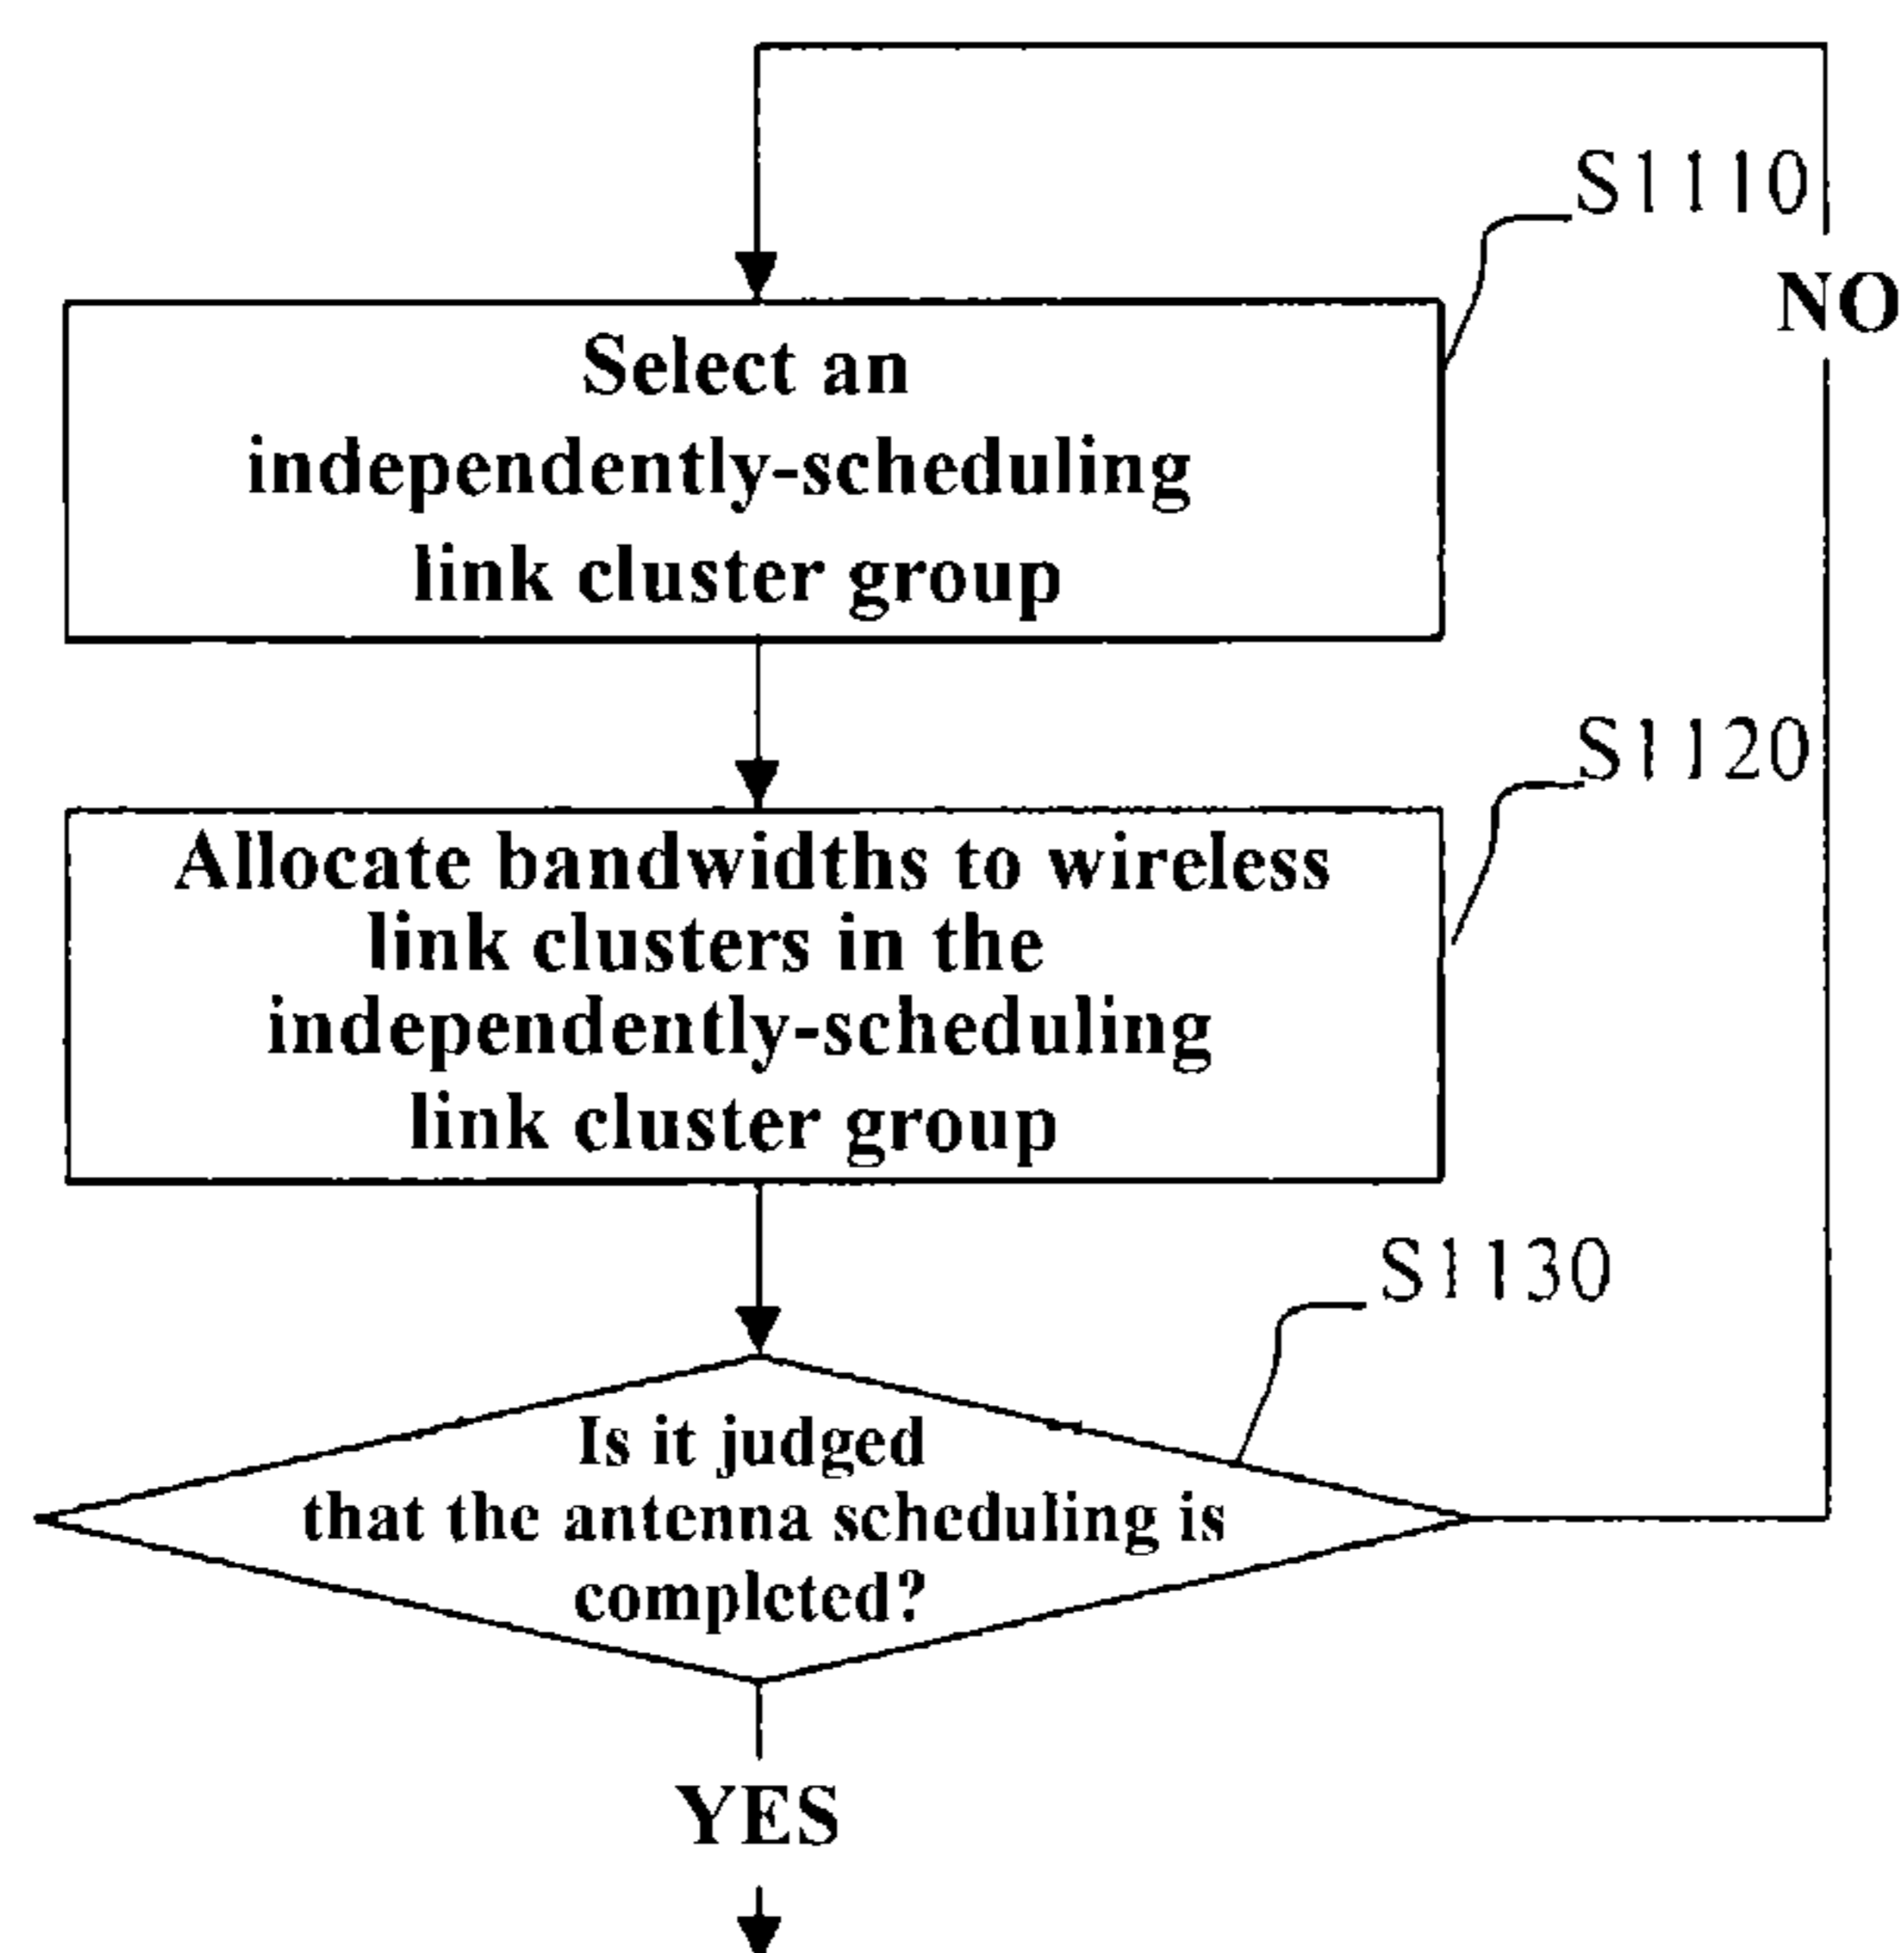 S1110
NO
Select an
independently-scheduling
link cluster group
S1120
Allocate bandwidths to wireless
link clusters in the
independently-scheduling
link cluster group
S1130
Is it judged
that the antenna scheduling is
completed?
YES